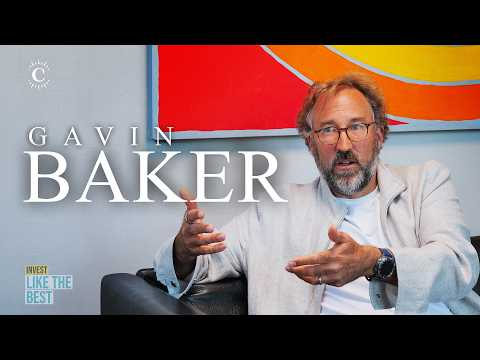 C
GAVIN
BAKER
INVEST
LIKE THE
BEST